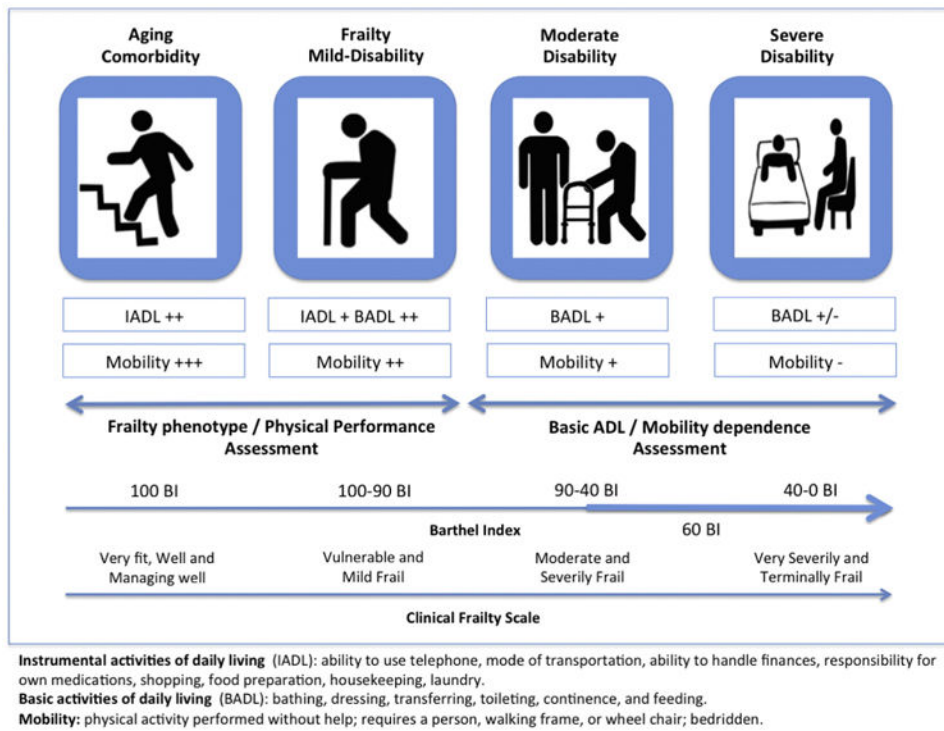 Aging
Comorbidity
Frailty
Mild-Disability
Moderate
Disability
Severe
Disability
IADL ++
IADL + BADL ++
BADL +
BADL +/-
Mobility +++
Mobility ++
Mobility +
Mobility -
Frailty phenotype / Physical Performance
Assessment
Basic ADL / Mobility dependence
Assessment
100 BI
100-90 BI
90-40 BI
40-0 BI
Barthel Index
60 BI
Very fit, Well and
Managing well
Vulnerable and
Mild Frail
Moderate and
Severily Frail
Very Severily and
Terminally Frail
Clinical Frailty Scale
Instrumental activities of daily living (IADL): ability to use telephone, mode of transportation, ability to handle finances, responsibility for
own medications, shopping, food preparation, housekeeping, laundry.
Basic activities of daily living (BADL): bathing, dressing, transferring, toileting, continence, and feeding.
Mobility: physical activity performed without help; requires a person, walking frame, or wheel chair; bedridden.